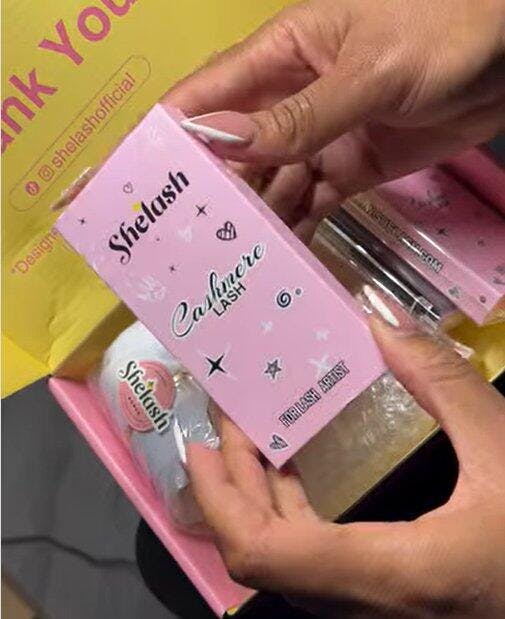 ank You
@shelashofficial
"Designe
Shelash
Cashmere
LASH
FOR LASH ARTIST
Shelash